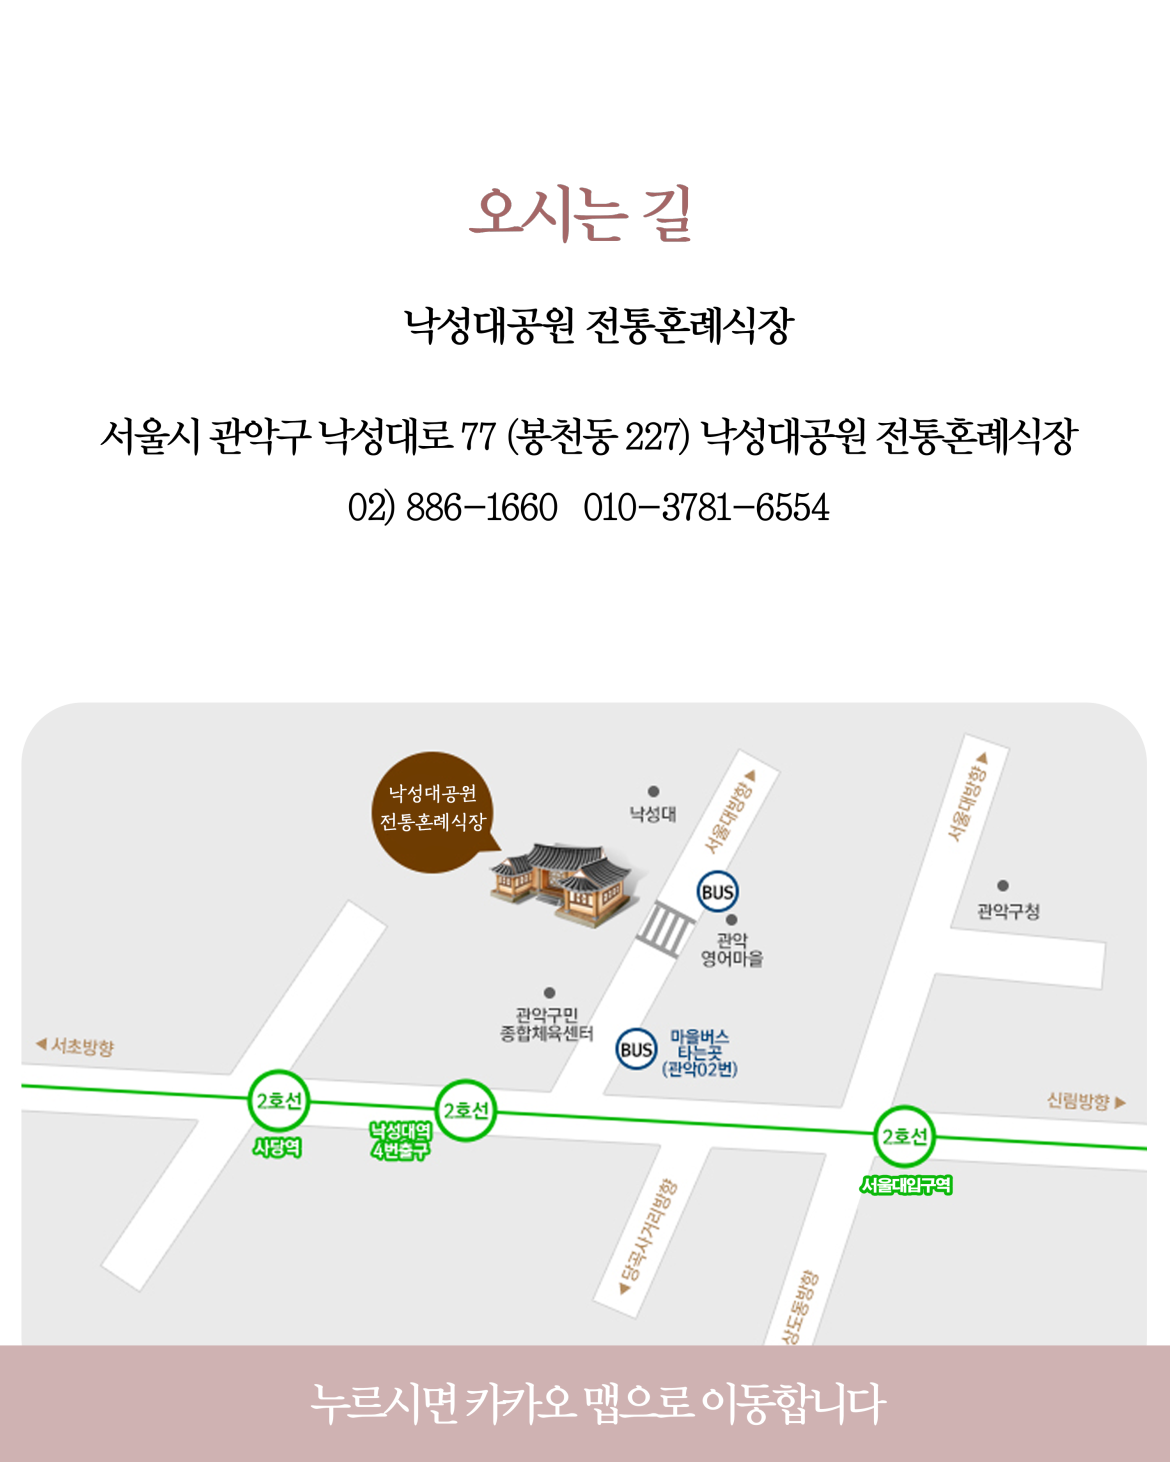 오시는 길
낙성대공원 전통혼례식장
서울시 관악구 낙성대로 77 (봉천동 227) 낙성대공원 전통혼례식장
02) 886-1660 010-3781-6554
낙성대공원
전통혼례식장
낙성대
서울대방향▶
서울대방향▶
BUS
관악구청
관악
영어마을
관악구민
종합체육센터
BUS
마을버스
타는곳
(관악02번)
◀서초방향
신림방향▶
2호선
사당역
2호선
낙성대역
4번출구
2호선
서울대입구역
◀당곡사거리방향
상도동방향
누르시면 카카오 맵으로 이동합니다